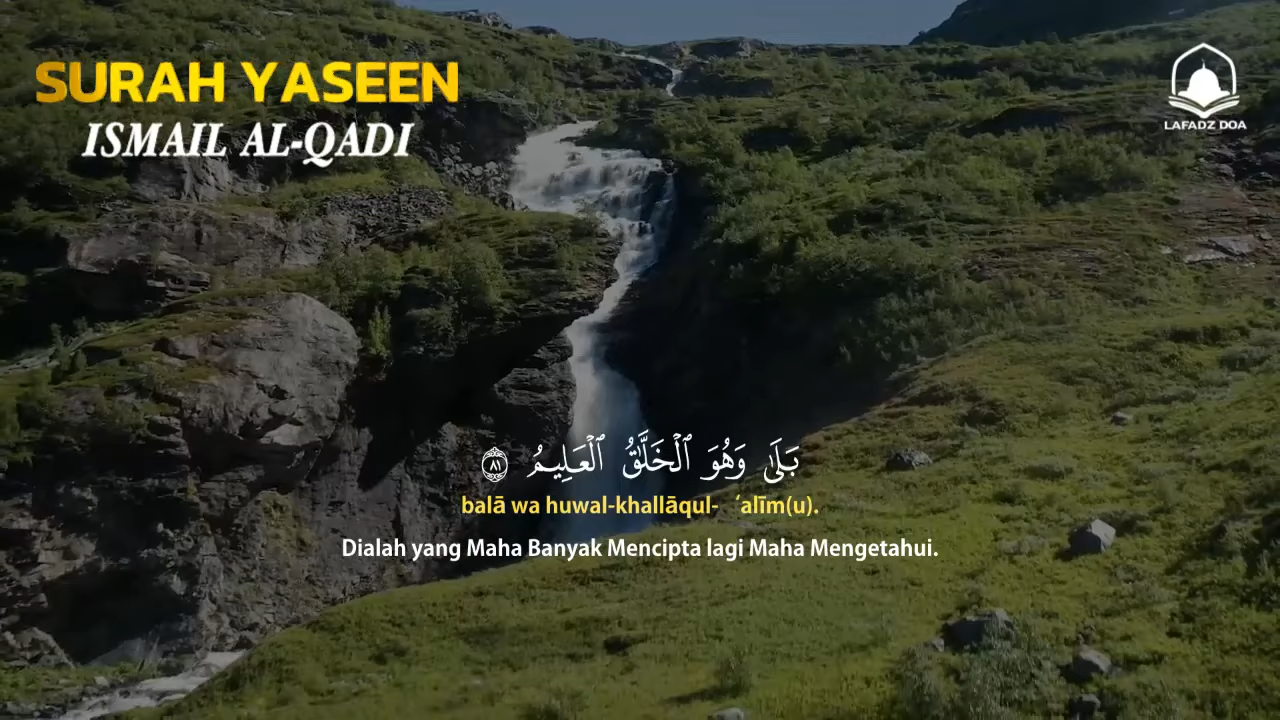 SURAH YASEEN
ISMAIL AL-QADI
LAFADZ DOA
بَلَىٰ وَهُوَ ٱلْخَلَّٰقُ ٱلْعَلِيمُ ٨١
balā wa huwal-khallāqul- ‘alīm(u).
Dialah yang Maha Banyak Mencipta lagi Maha Mengetahui.